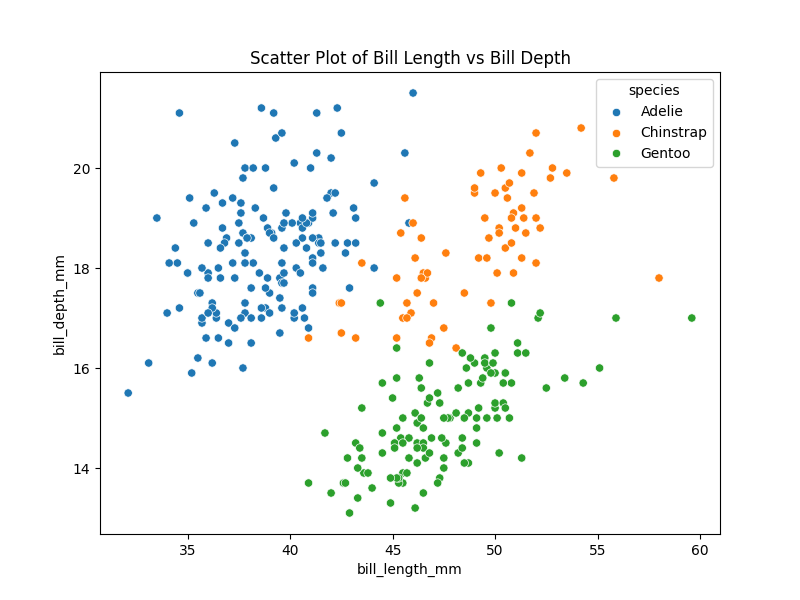 Scatter Plot of Bill Length vs Bill Depth
species
Adelie
Chinstrap
Gentoo
bill_depth_mm
20
18
16
14
35 40 45 50 55 60
bill_length_mm